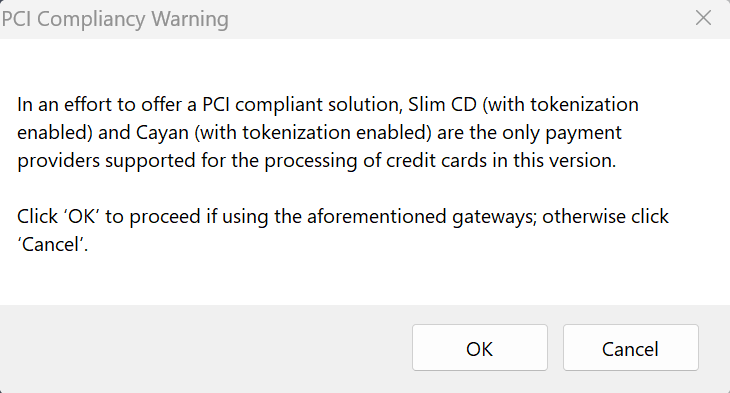 PCI Compliancy Warning
In an effort to offer a PCI compliant solution, Slim CD (with tokenization
enabled) and Cayan (with tokenization enabled) are the only payment
providers supported for the processing of credit cards in this version.
Click ‘OK’ to proceed if using the aforementioned gateways; otherwise click
‘Cancel’.
OK
Cancel